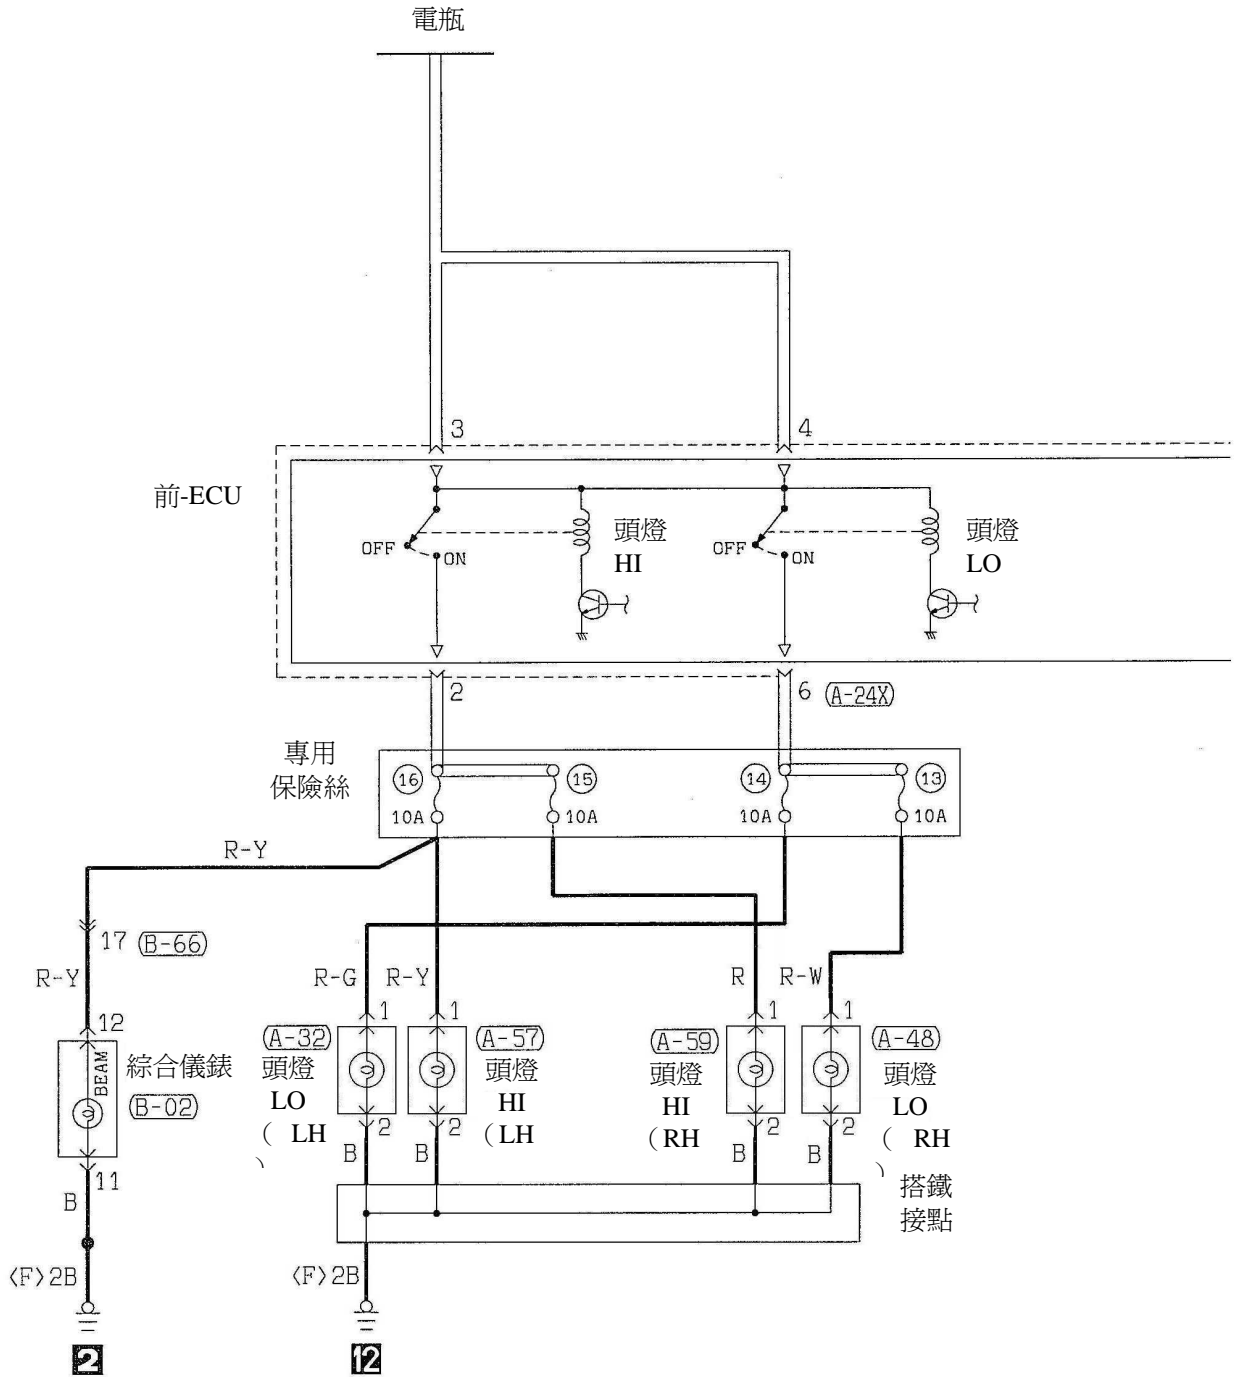 電瓶
3
4
前-ECU
OFF
ON
頭燈
HI
OFF
ON
頭燈
LO
2
6
A-24X
專用
保險絲
16
15
14
13
10A
10A
10A
10A
R-Y
17
B-66
R-Y
R-G
R-Y
R
R-W
12
BEAM
綜合儀錶
B-02
11
B
〈F〉2B
2
1
A-32
頭燈
LO
( LH
)
2
B
1
A-57
頭燈
HI
(LH
2
B
1
A-59
頭燈
HI
(RH
2
B
1
A-48
頭燈
LO
( RH
)
2
B
搭鐵
接點
〈F〉2B
12